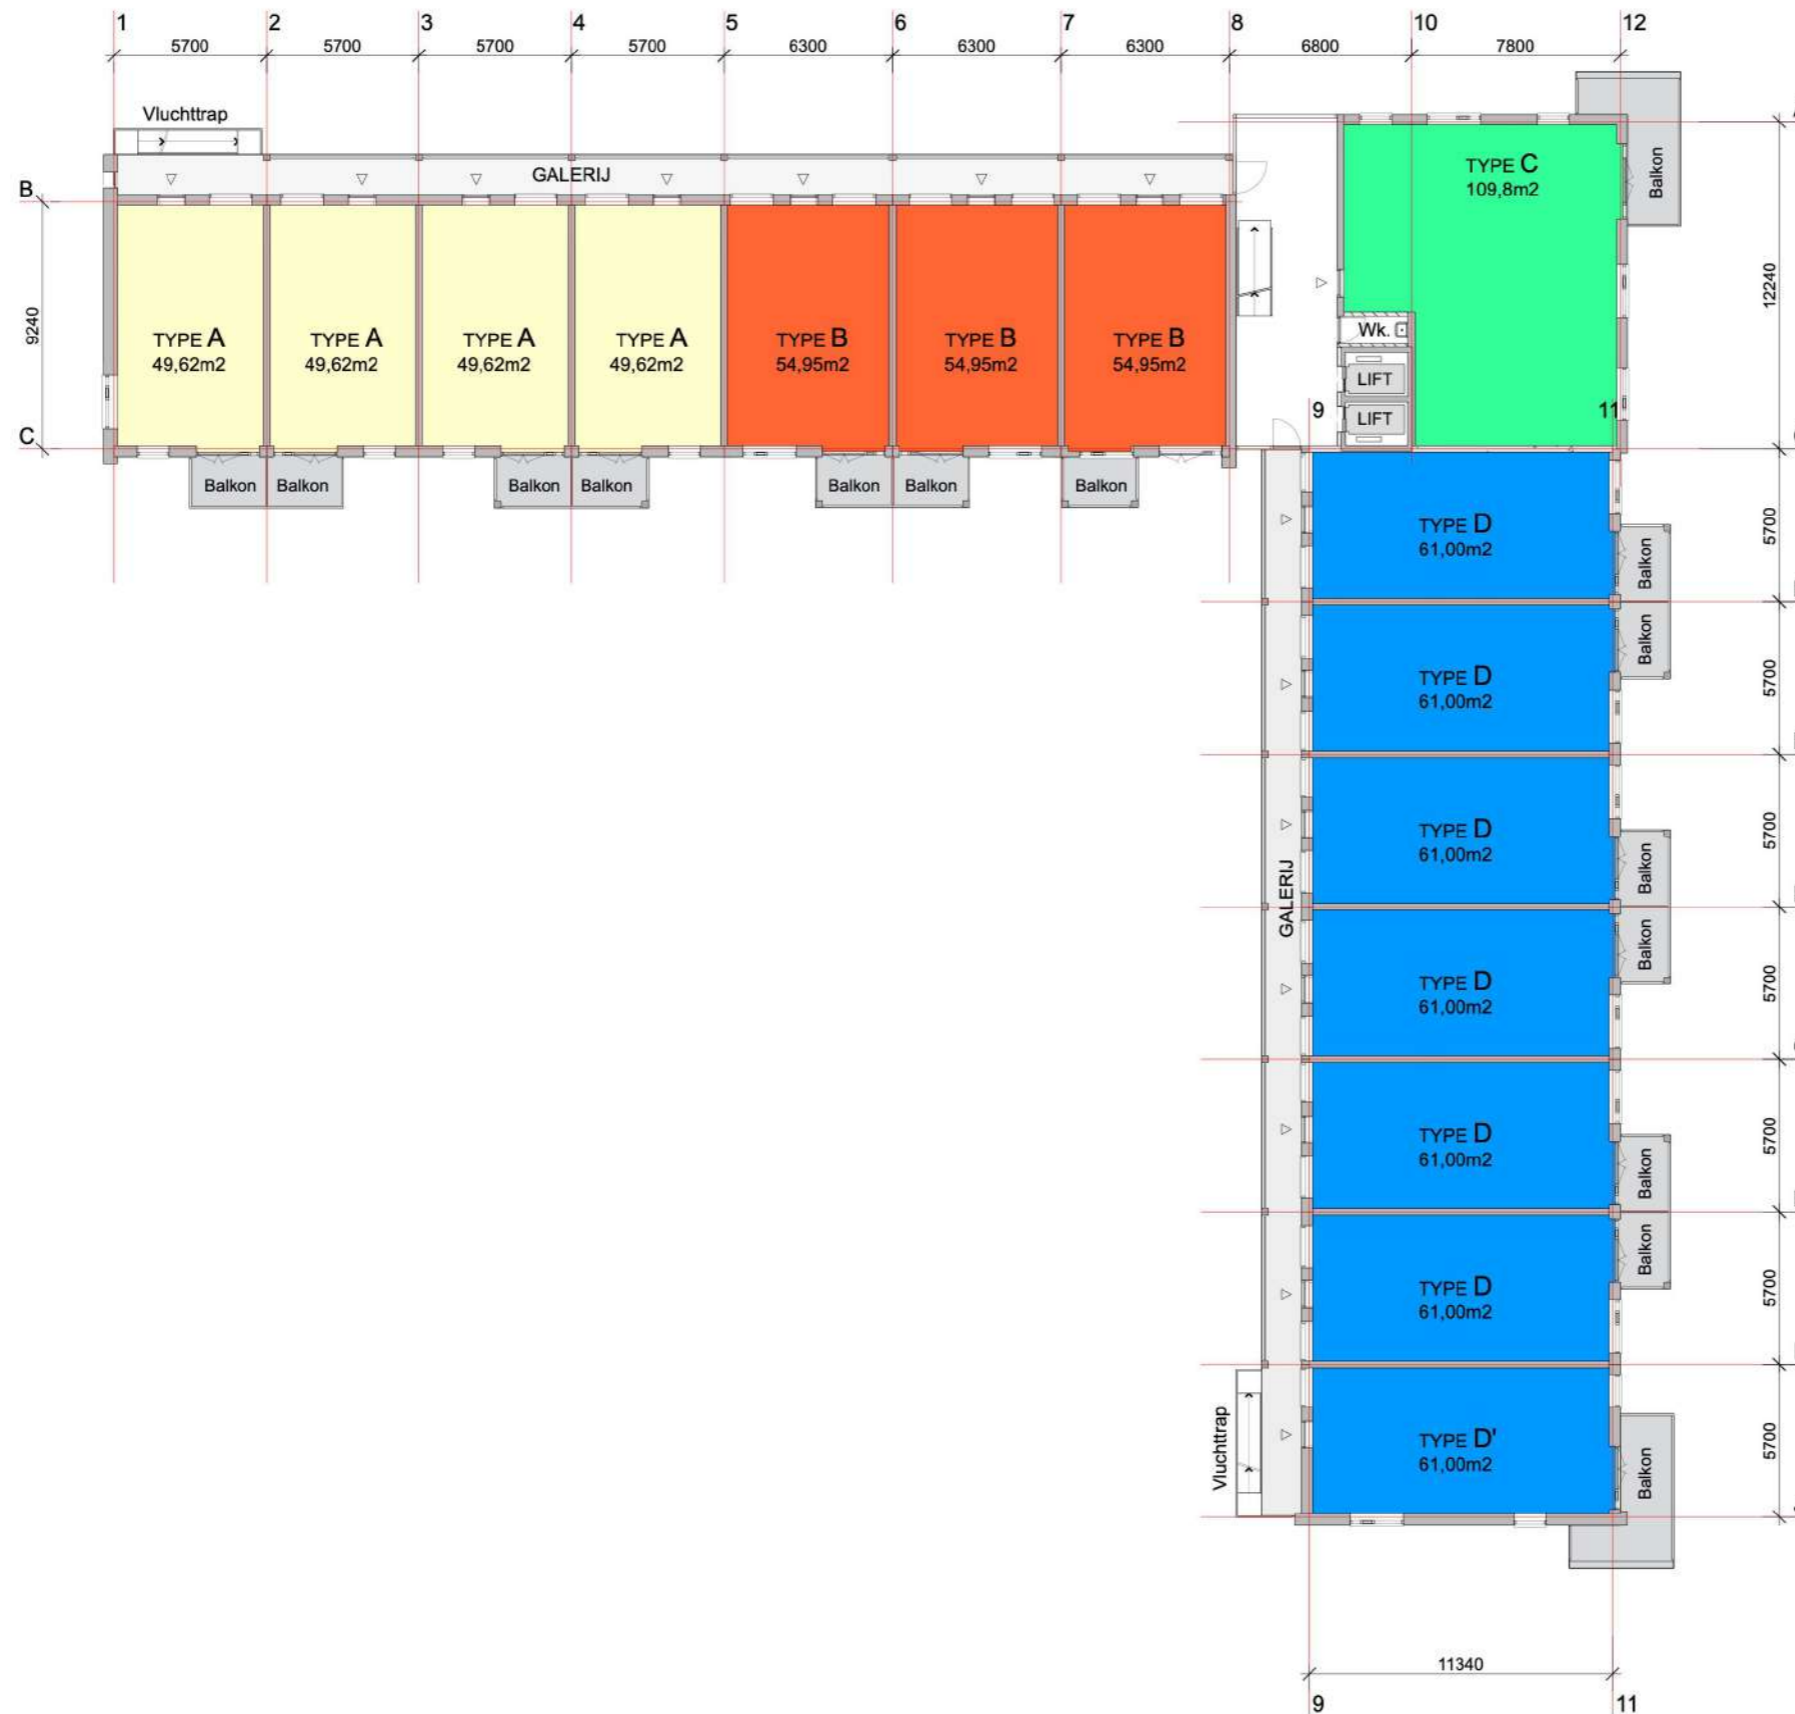 1 2 3 4 5 6 7 8 10 12
5700 5700 5700 5700 6300 6300 6300 6800 7800
Vluchttrap
GALERIJ
B
C
9240
TYPE A
49,62m2
TYPE A
49,62m2
TYPE A
49,62m2
TYPE A
49,62m2
TYPE B
54,95m2
TYPE B
54,95m2
TYPE B
54,95m2
TYPE C
109,8m2
Balkon
12240
Wk.
LIFT
LIFT
9 11
Balkon Balkon Balkon Balkon Balkon Balkon Balkon
TYPE D
61,00m2
Balkon
5700
TYPE D
61,00m2
Balkon
5700
TYPE D
61,00m2
Balkon
5700
GALERIJ
TYPE D
61,00m2
Balkon
5700
TYPE D
61,00m2
Balkon
5700
TYPE D
61,00m2
Balkon
5700
Vluchttrap
TYPE D'
61,00m2
Balkon
5700
11340
9 11